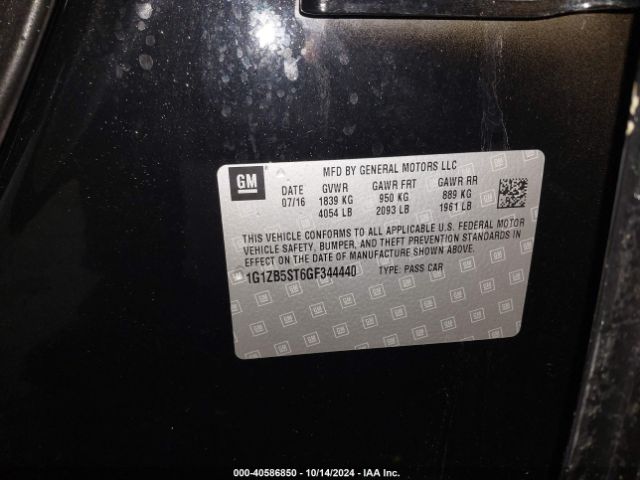 GM
MFD BY GENERAL MOTORS LLC
DATE GVWR GAWR FRT GAWR RR
07/16 1839 KG 950 KG 889 KG
4054 LB 2093 LB 1961 LB
THIS VEHICLE CONFORMS TO ALL APPLICABLE U.S. FEDERAL MOTOR
VEHICLE SAFETY, BUMPER, AND THEFT PREVENTION STANDARDS IN
EFFECT ON THE DATE OF MANUFACTURE SHOWN ABOVE.
1G1ZB5ST6GF344440 TYPE: PASS CAR
000-40586850 - 10/14/2024 - IAA Inc.